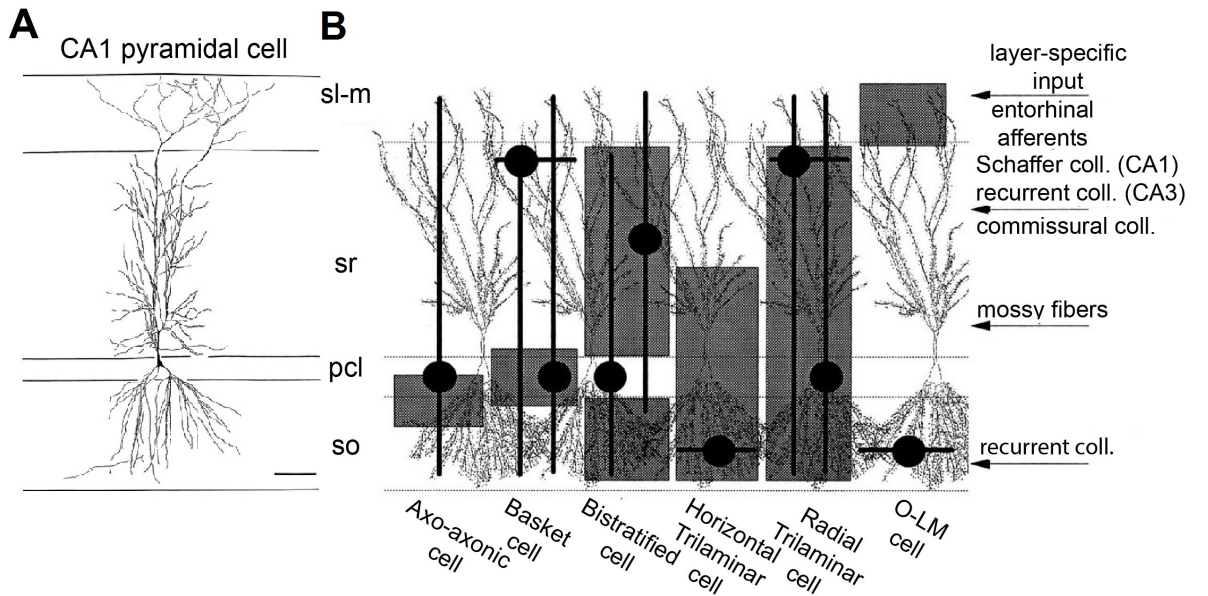 A
CA1 pyramidal cell
B
sl-m
sr
pcl
so
layer-specific
input
entorhinal
afferents
Schaffer coll. (CA1)
recurrent coll. (CA3)
commissural coll.
mossy fibers
recurrent coll.
Axo-axonic
cell
Basket
cell
Bistratified
cell
Horizontal
Trilaminar
cell
Radial
Trilaminar
cell
O-LM
cell